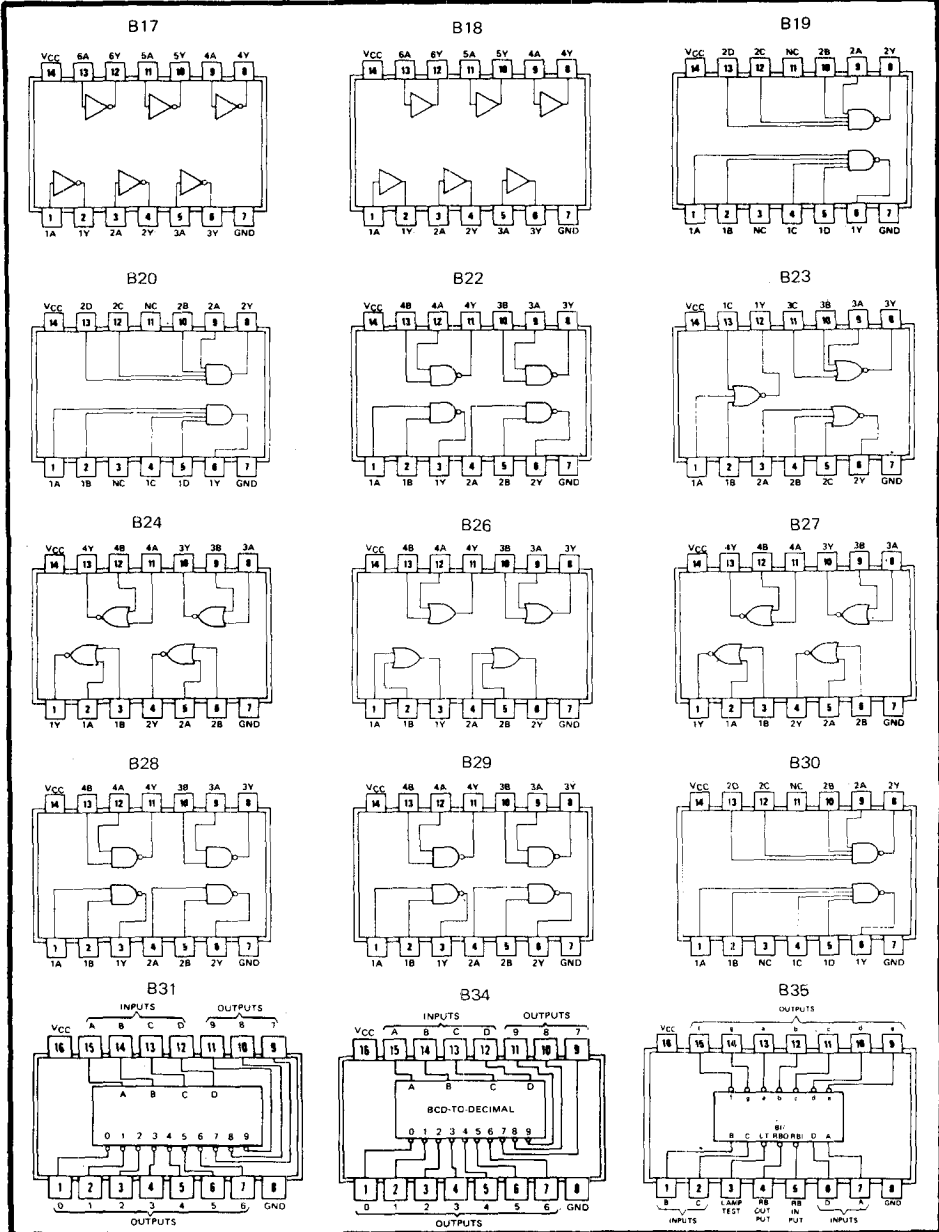 B17 B18 B19
VCC 6A 6Y 5A 5Y 4A 4Y VCC 6A 6Y 5A 5Y 4A 4Y VCC 2D 2C NC 2B 2A 2Y
14 13 12 11 10 9 8 14 13 12 11 10 9 8 14 13 12 11 10 9 8
1 2 3 4 5 6 7 1 2 3 4 5 6 7 1 2 3 4 5 6 7
1A 1Y 2A 2Y 3A 3Y GND 1A 1Y 2A 2Y 3A 3Y GND 1A 1B NC 1C 1D 1Y GND
B20 B22 B23
VCC 2D 2C NC 2B 2A 2Y VCC 4B 4A 4Y 3B 3A 3Y VCC 1C 1Y 3C 3B 3A 3Y
14 13 12 11 10 9 8 14 13 12 11 10 9 8 14 13 12 11 10 9 8
1 2 3 4 5 6 7 1 2 3 4 5 6 7 1 2 3 4 5 6 7
1A 1B NC 1C 1D 1Y GND 1A 1B 1Y 2A 2B 2Y GND 1A 1B 2A 2B 2C 2Y GND
B24 B26 B27
VCC 4Y 4B 4A 3Y 3B 3A VCC 4B 4A 4Y 3B 3A 3Y VCC 4Y 4B 4A 3Y 3B 3A
14 13 12 11 10 9 8 14 13 12 11 10 9 8 14 13 12 11 10 9 8
1 2 3 4 5 6 7 1 2 3 4 5 6 7 1 2 3 4 5 6 7
1Y 1A 1B 2Y 2A 2B GND 1A 1B 1Y 2A 2B 2Y GND 1Y 1A 1B 2Y 2A 2B GND
B28 B29 B30
VCC 4B 4A 4Y 3B 3A 3Y VCC 4B 4A 4Y 3B 3A 3Y VCC 2D 2C NC 2B 2A 2Y
14 13 12 11 10 9 8 14 13 12 11 10 9 8 14 13 12 11 10 9 8
1 2 3 4 5 6 7 1 2 3 4 5 6 7 1 2 3 4 5 6 7
1A 1B 1Y 2A 2B 2Y GND 1A 1B 1Y 2A 2B 2Y GND 1A 1B NC 1C 1D 1Y GND
B31 B34 B35
INPUTS OUTPUTS INPUTS OUTPUTS OUTPUTS
VCC A B C D 9 8 7 VCC A B C D 9 8 7 VCC f g a b c d e
16 15 14 13 12 11 10 9 16 15 14 13 12 11 10 9 16 15 14 13 12 11 10 9
A B C D A B C D f g a b c d e
BCD-TO-DECIMAL
BI/
0 1 2 3 4 5 6 7 8 9 0 1 2 3 4 5 6 7 8 9 B C LT RBO RBI D A
1 2 3 4 5 6 7 8 1 2 3 4 5 6 7 8 1 2 3 4 5 6 7 8
0 1 2 3 4 5 6 GND 0 1 2 3 4 5 6 GND B C LAMP TEST RB OUT PUT RB IN PUT D A GND
OUTPUTS OUTPUTS INPUTS INPUTS